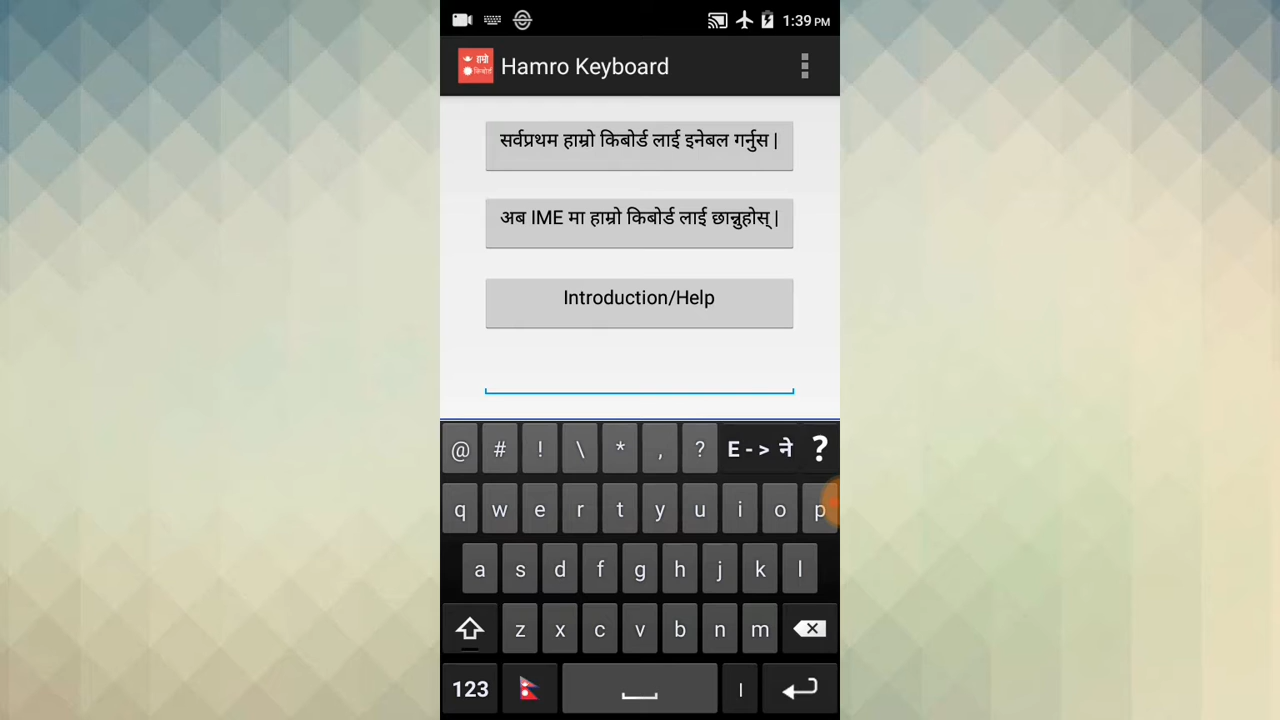 1:39 PM
हाम्रो
किबोर्ड
Hamro Keyboard
सर्वप्रथम हाम्रो किबोर्ड लाई इनेबल गर्नुस |
अब IME मा हाम्रो किबोर्ड लाई छान्नुहोस् |
Introduction/Help
@ # ! \ * , ? E - > ने ?
q w e r t y u i o p
a s d f g h j k l
z x c v b n m
123 |